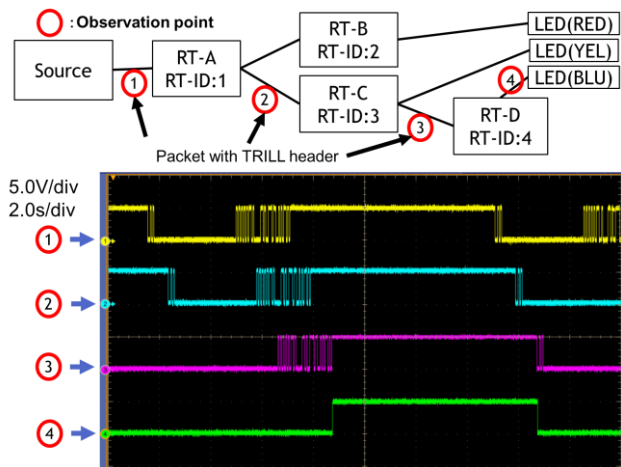 : Observation point
Source
RT-A
RT-ID:1
RT-B
RT-ID:2
RT-C
RT-ID:3
RT-D
RT-ID:4
LED(RED)
LED(YEL)
LED(BLU)
1
2
3
4
Packet with TRILL header
5.0V/div
2.0s/div
1
2
3
4